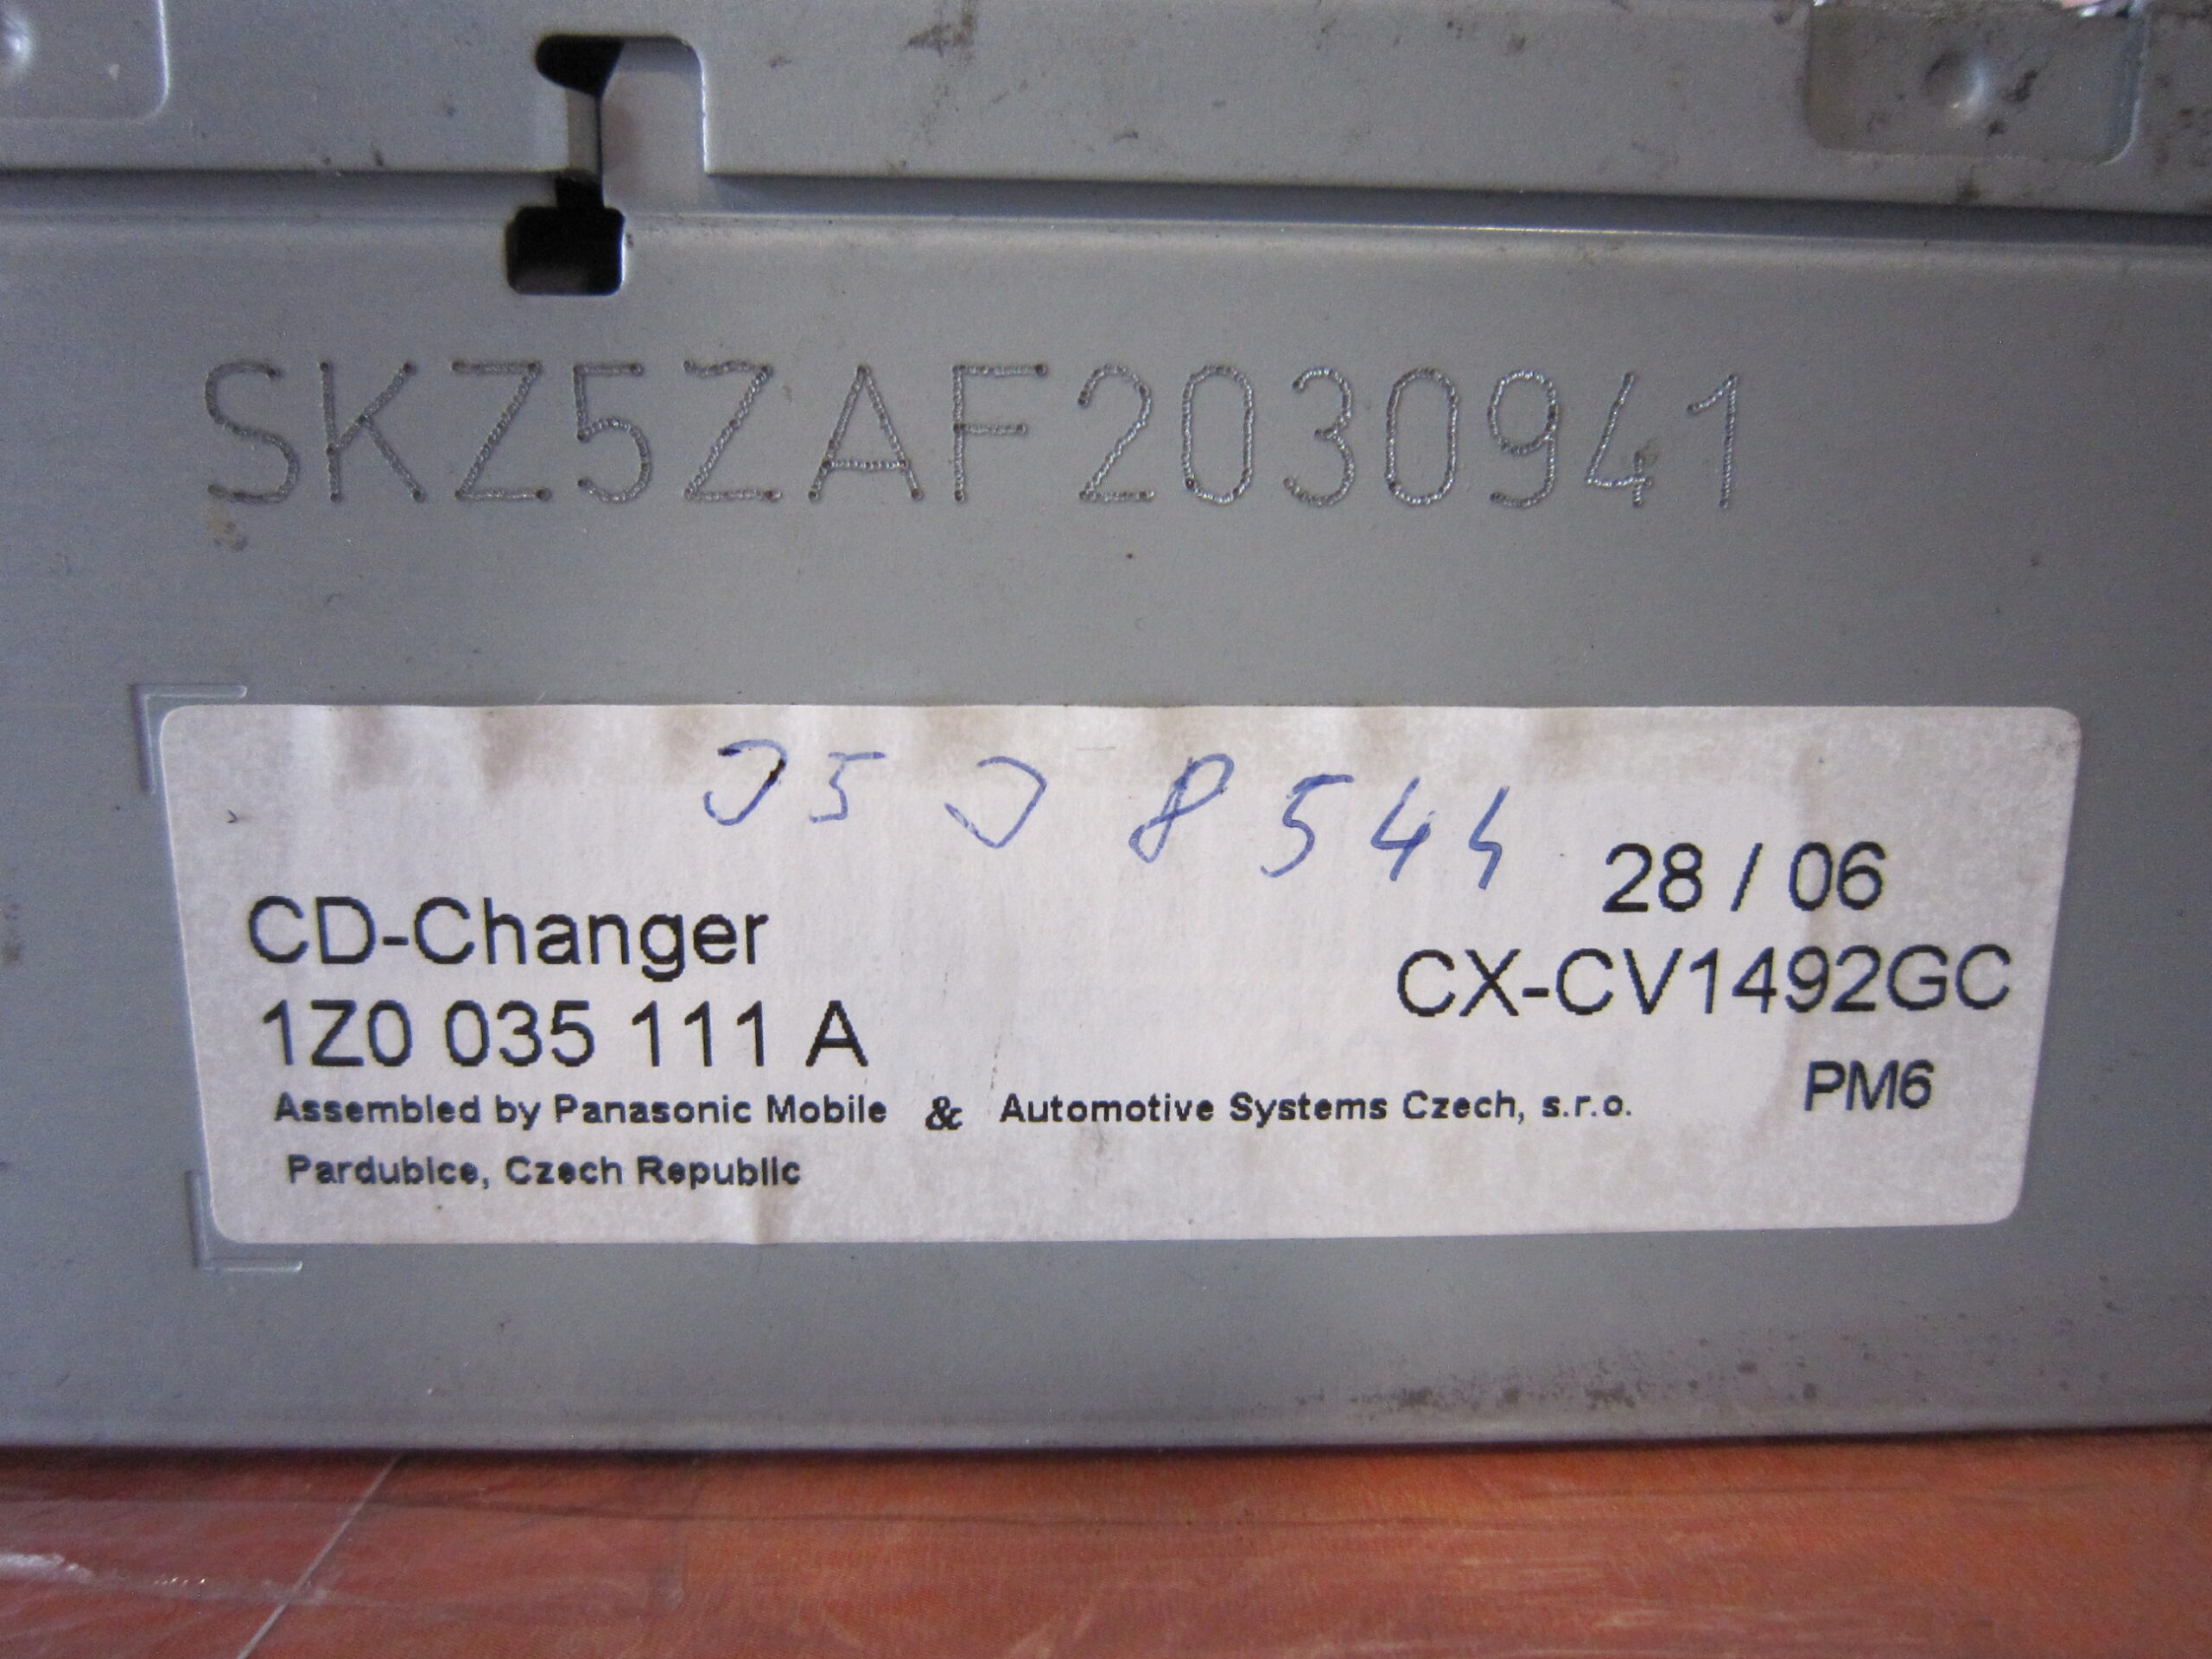 SKZ5ZAF2030941
28 / 06
CD-Changer
CX-CV1492GC
1Z0 035 111 A
PM6
Assembled by Panasonic Mobile & Automotive Systems Czech, s.r.o.
Pardubice, Czech Republic